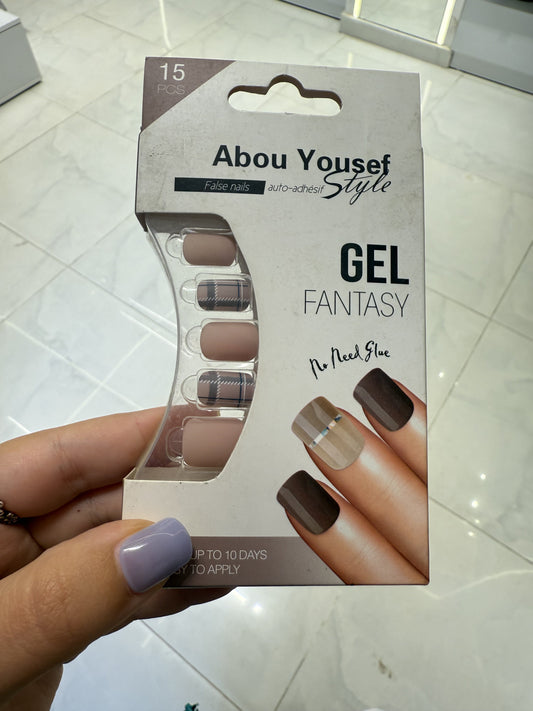 15
PCS
Abou Yousef
False nails auto-adhésif Style
GEL
FANTASY
No Need Glue
UP TO 10 DAYS
TO APPLY